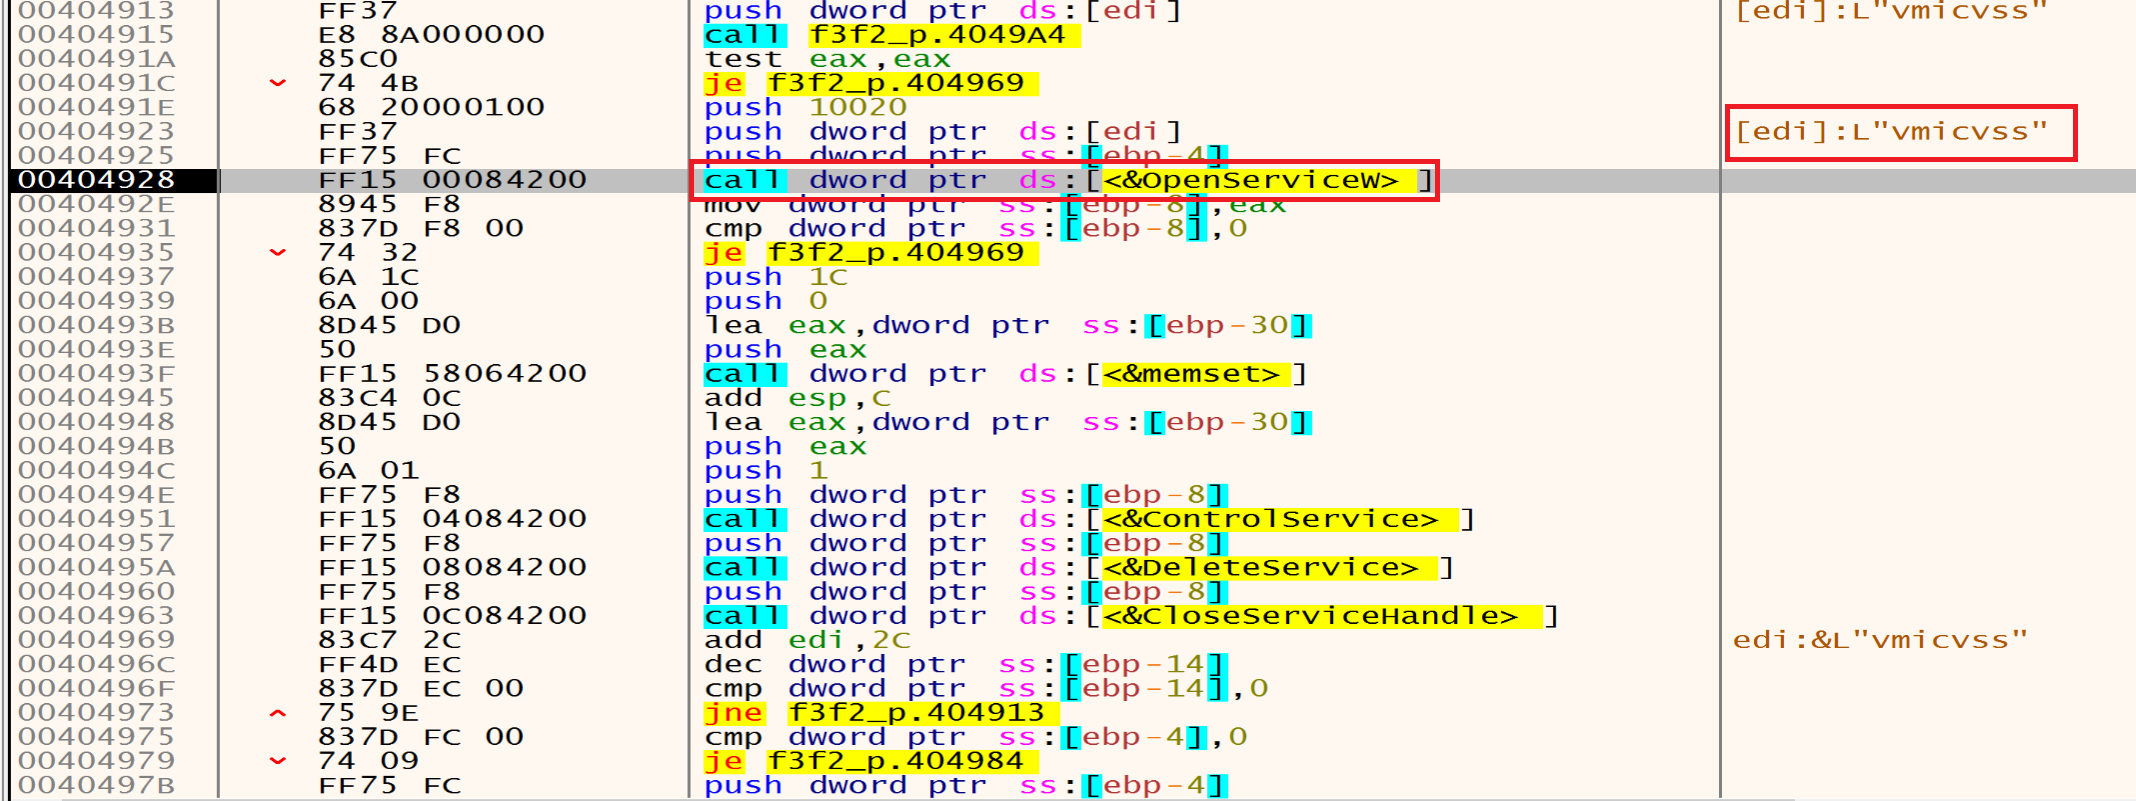 00404913 FF37 push dword ptr ds:[edi] [edi]:L"vmicvss"
00404915 E8 8A000000 call f3f2_p.4049A4
0040491A 85C0 test eax,eax
0040491C 74 4B je f3f2_p.404969
0040491E 68 20000100 push 10020
00404923 FF37 push dword ptr ds:[edi] [edi]:L"vmicvss"
00404925 FF75 FC push dword ptr ss:[ebp-4]
00404928 FF15 00084200 call dword ptr ds:[<&OpenServiceW>]
0040492E 8945 F8 mov dword ptr ss:[ebp-8],eax
00404931 837D F8 00 cmp dword ptr ss:[ebp-8],0
00404935 74 32 je f3f2_p.404969
00404937 6A 1C push 1C
00404939 6A 00 push 0
0040493B 8D45 D0 lea eax,dword ptr ss:[ebp-30]
0040493E 50 push eax
0040493F FF15 58064200 call dword ptr ds:[<&memset>]
00404945 83C4 0C add esp,C
00404948 8D45 D0 lea eax,dword ptr ss:[ebp-30]
0040494B 50 push eax
0040494C 6A 01 push 1
0040494E FF75 F8 push dword ptr ss:[ebp-8]
00404951 FF15 04084200 call dword ptr ds:[<&ControlService>]
00404957 FF75 F8 push dword ptr ss:[ebp-8]
0040495A FF15 08084200 call dword ptr ds:[<&DeleteService>]
00404960 FF75 F8 push dword ptr ss:[ebp-8]
00404963 FF15 0C084200 call dword ptr ds:[<&CloseServiceHandle>]
00404969 83C7 2C add edi,2C edi:&L"vmicvss"
0040496C FF4D EC dec dword ptr ss:[ebp-14]
0040496F 837D EC 00 cmp dword ptr ss:[ebp-14],0
00404973 75 9E jne f3f2_p.404913
00404975 837D FC 00 cmp dword ptr ss:[ebp-4],0
00404979 74 09 je f3f2_p.404984
0040497B FF75 FC push dword ptr ss:[ebp-4]